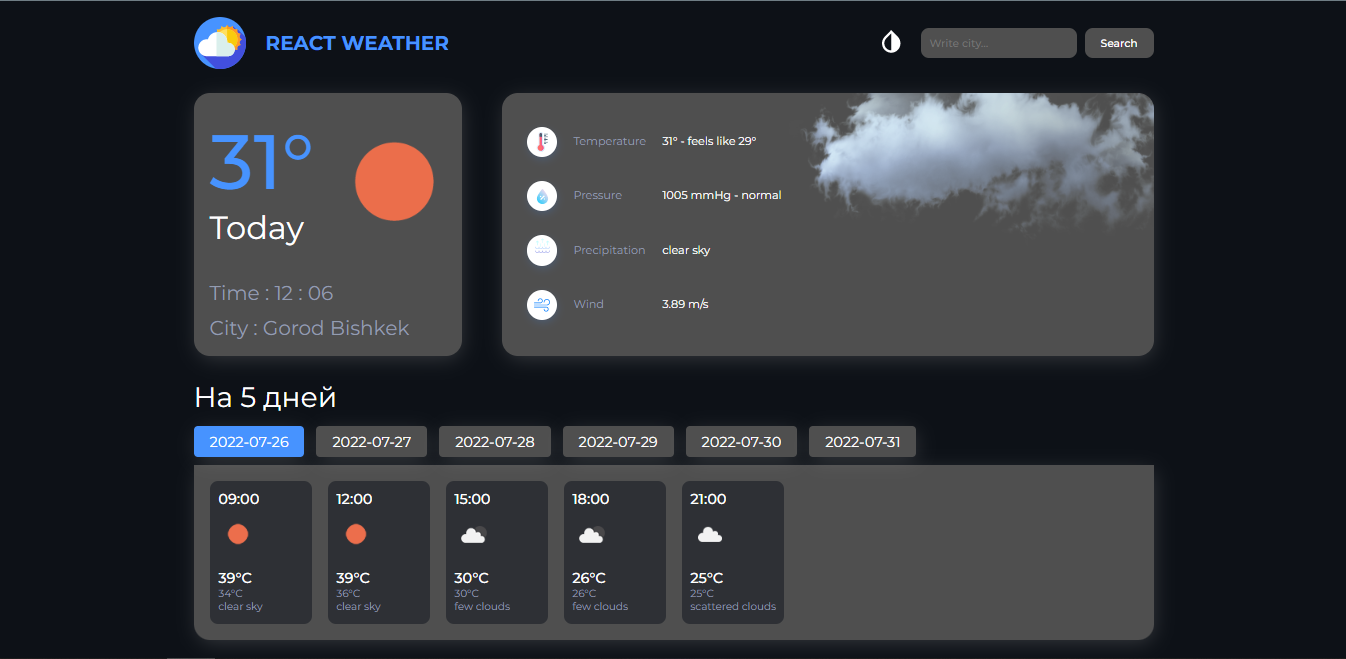 REACT WEATHER
Write city...
Search
31°
Today
Time : 12 : 06
City : Gorod Bishkek
Temperature 31° - feels like 29°
Pressure 1005 mmHg - normal
Precipitation clear sky
Wind 3.89 m/s
На 5 дней
2022-07-26 2022-07-27 2022-07-28 2022-07-29 2022-07-30 2022-07-31
09:00 12:00 15:00 18:00 21:00
39°C 39°C 30°C 26°C 25°C
34°C 36°C 30°C 26°C 25°C
clear sky clear sky few clouds few clouds scattered clouds